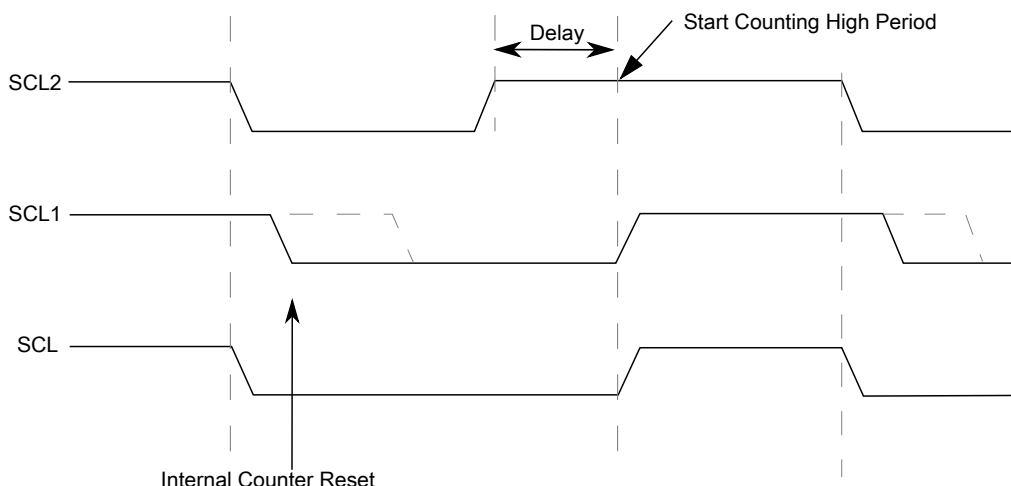 Delay
Start Counting High Period
SCL2
SCL1
SCL
Internal Counter Reset